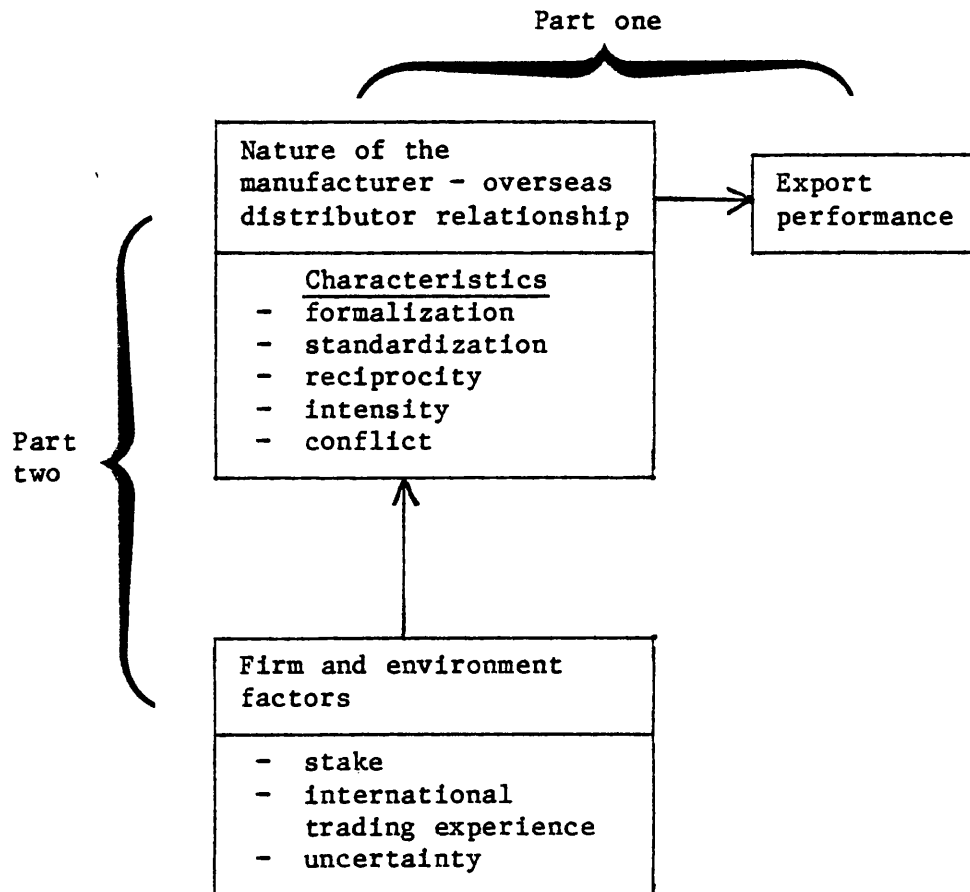 Part one
Nature of the
manufacturer - overseas
distributor relationship
Export
performance
Characteristics
- formalization
- standardization
- reciprocity
- intensity
- conflict
Part
two
Firm and environment
factors
- stake
- international
trading experience
- uncertainty